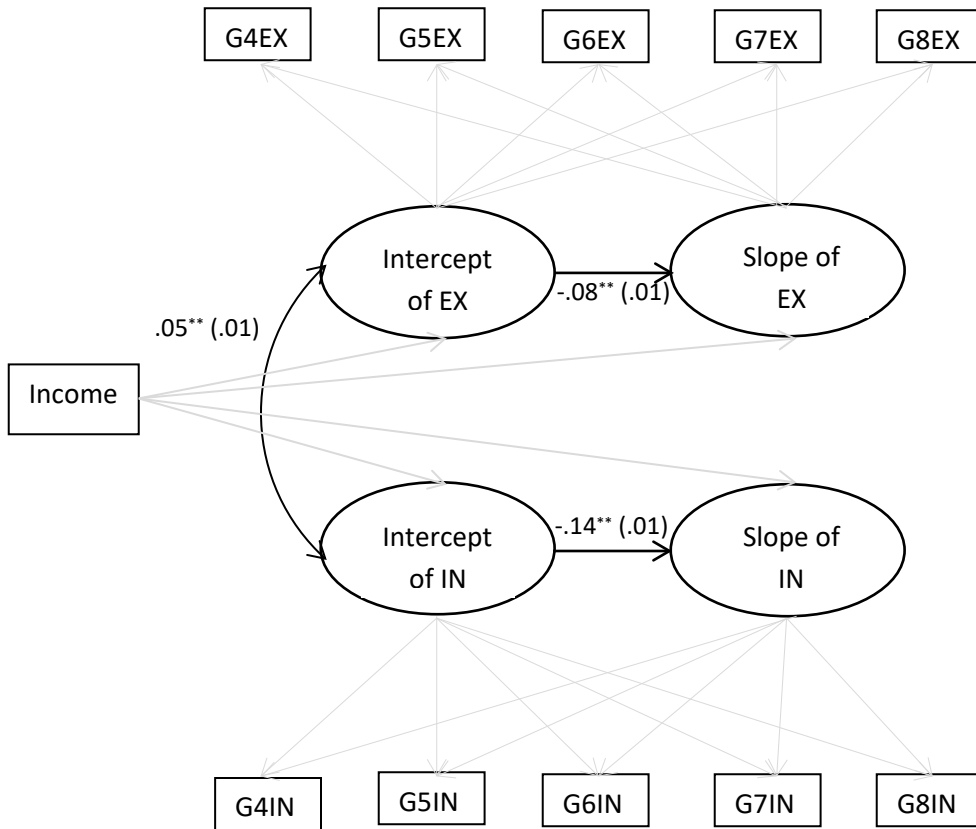 G4EX
G5EX
G6EX
G7EX
G8EX
Intercept
of EX
-.08** (.01)
Slope of
EX
.05** (.01)
Income
Intercept
of IN
-.14** (.01)
Slope of
IN
G4IN
G5IN
G6IN
G7IN
G8IN